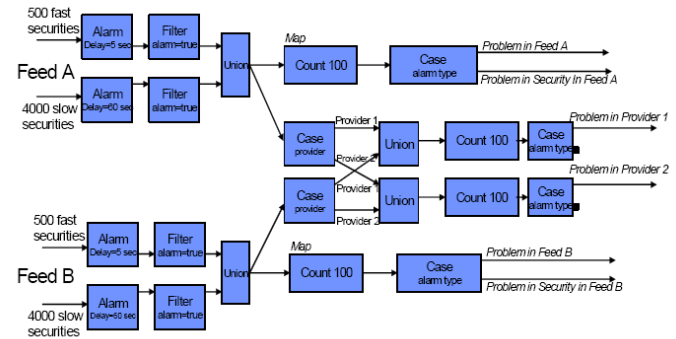 500 fast
securities
Alarm
Delay=5 sec
Filter
alarm=true
Feed A
Alarm
Delay=60 sec
Filter
alarm=true
4000 slow
securities
Union
Map
Count 100
Case
alarm type
Problem in Feed A
Problem in Security In Feed A
Case
provider
Provider 1
Provider 2
Union
Count 100
Case
alarm type
Problem in Provider 1
Case
provider
Provider 1
Provider 2
Union
Count 100
Case
alarm type
Problem in Provider 2
500 fast
securities
Alarm
Delay=5 sec
Filter
alarm=true
Feed B
Alarm
Delay=60 sec
Filter
alarm=true
4000 slow
securities
Union
Map
Count 100
Case
alarm type
Problem in Feed B
Problem in Security in Feed B